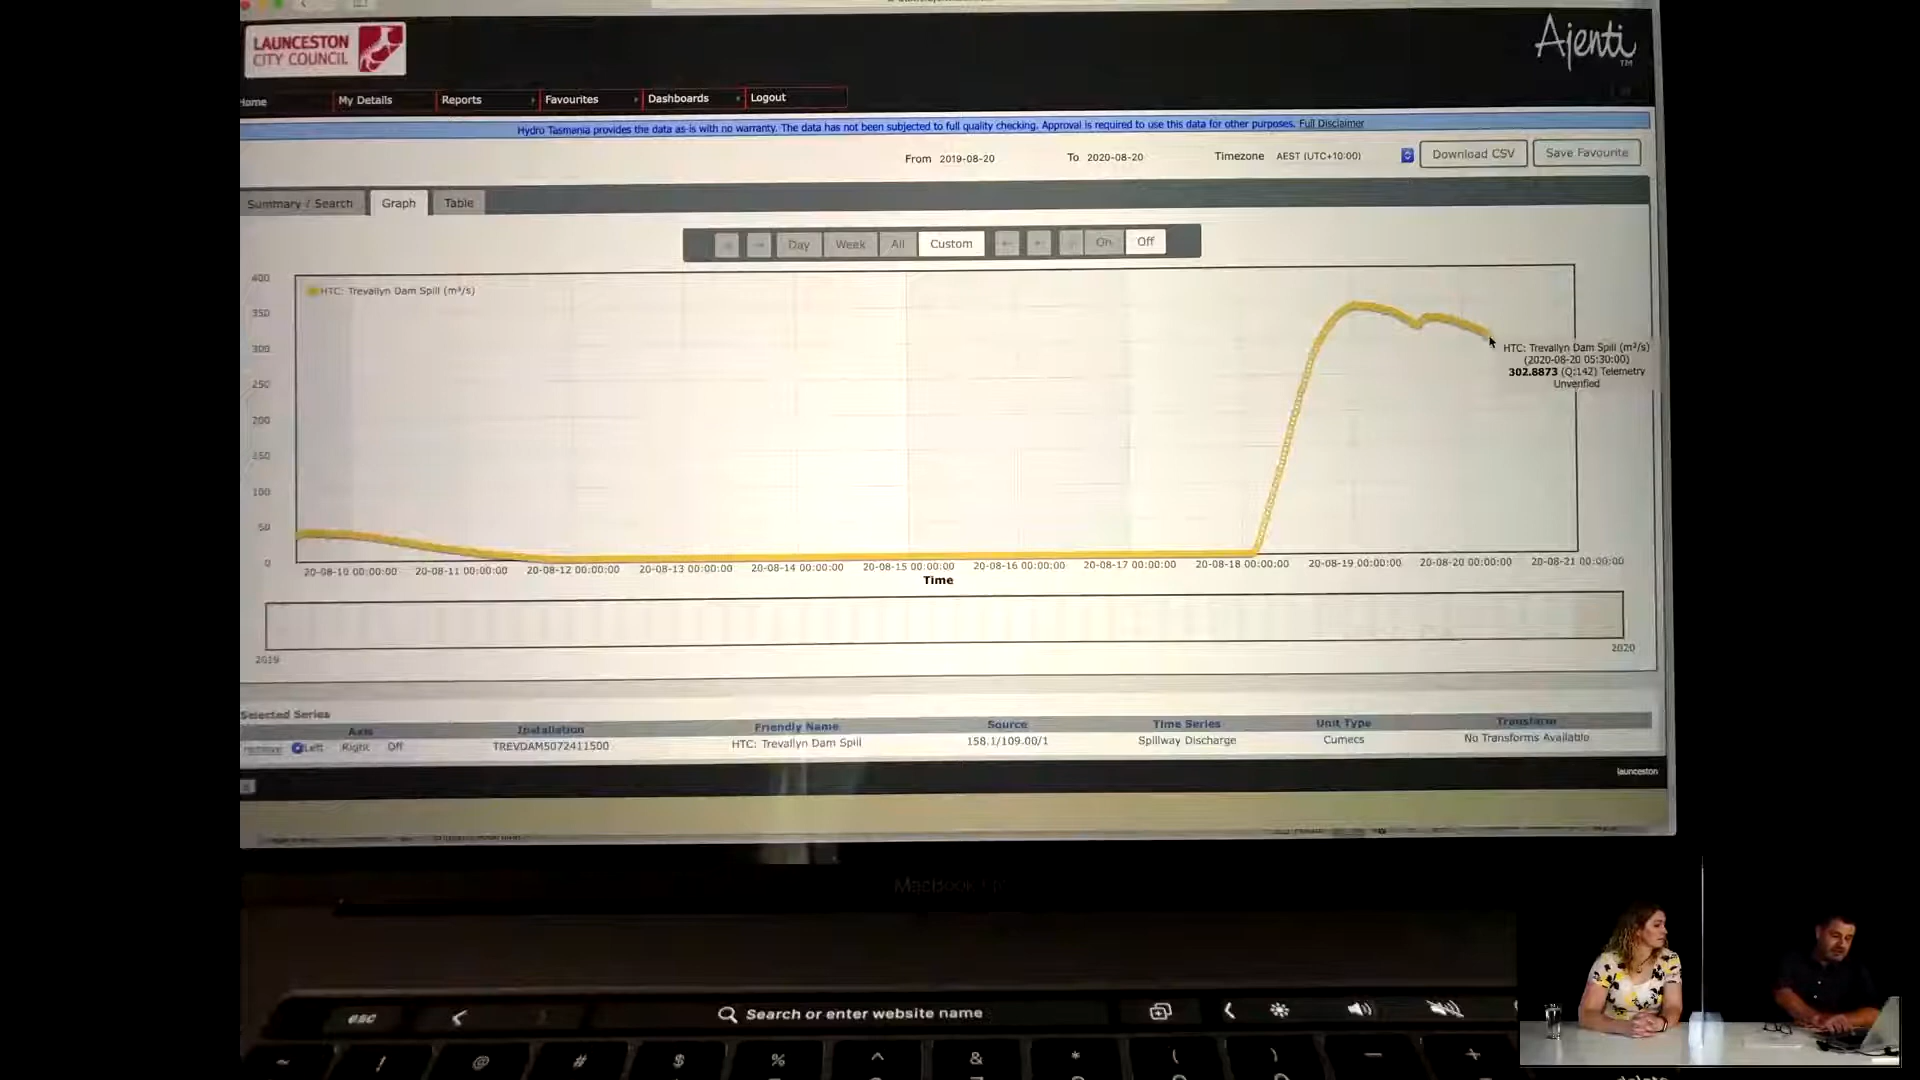 LAUNCESTON
CITY COUNCIL
Ajenti
TM
Home
My Details
Reports
Favourites
Dashboards
Logout
Hydro Tasmania provides the data as-is with no warranty. The data has not been subjected to full quality checking. Approval is required to use this data for other purposes. Full Disclaimer
From 2019-08-20
To 2020-08-20
Timezone AEST (UTC+10:00)
Download CSV
Save Favourite
Summary / Search
Graph
Table
Day
Week
All
Custom
On
Off
HTC: Trevallyn Dam Spill (m³/s)
400
350
300
250
200
150
100
50
0
HTC: Trevallyn Dam Spill (m³/s)
(2020-08-20 05:30:00)
302.8873 (Q:142) Telemetry
Unverified
20-08-10 00:00:00
20-08-11 00:00:00
20-08-12 00:00:00
20-08-13 00:00:00
20-08-14 00:00:00
20-08-15 00:00:00
20-08-16 00:00:00
20-08-17 00:00:00
20-08-18 00:00:00
20-08-19 00:00:00
20-08-20 00:00:00
20-08-21 00:00:00
Time
2019
2020
Selected Series
Axis
Installation
Friendly Name
Source
Time Series
Unit Type
Transform
remove
Left
Right
Off
TREVDAM5072411500
HTC: Trevallyn Dam Spill
158.1/109.00/1
Spillway Discharge
Cumecs
No Transforms Available
launceston
MacBook
esc
Search or enter website name
~ ! @ # $ % ^ & * ( ) — +